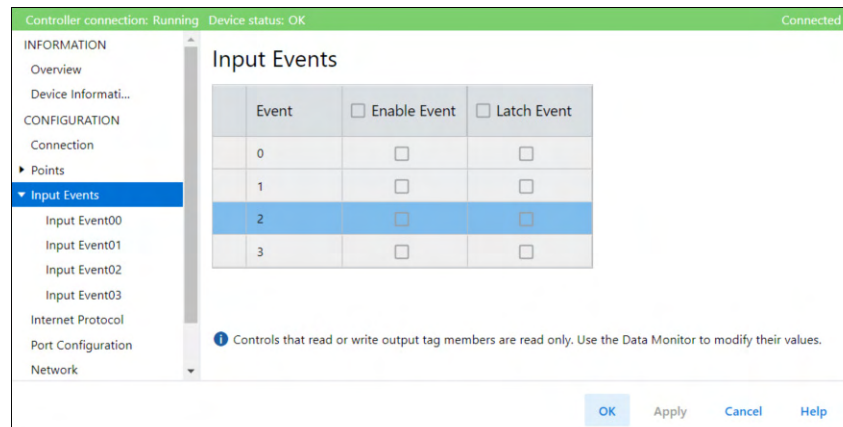 Controller connection: Running Device status: OK Connected
INFORMATION
Overview
Device Informati...
CONFIGURATION
Connection
Points
Input Events
Input Event00
Input Event01
Input Event02
Input Event03
Internet Protocol
Port Configuration
Network
Input Events
Event Enable Event Latch Event
0
1
2
3
Controls that read or write output tag members are read only. Use the Data Monitor to modify their values.
OK Apply Cancel Help